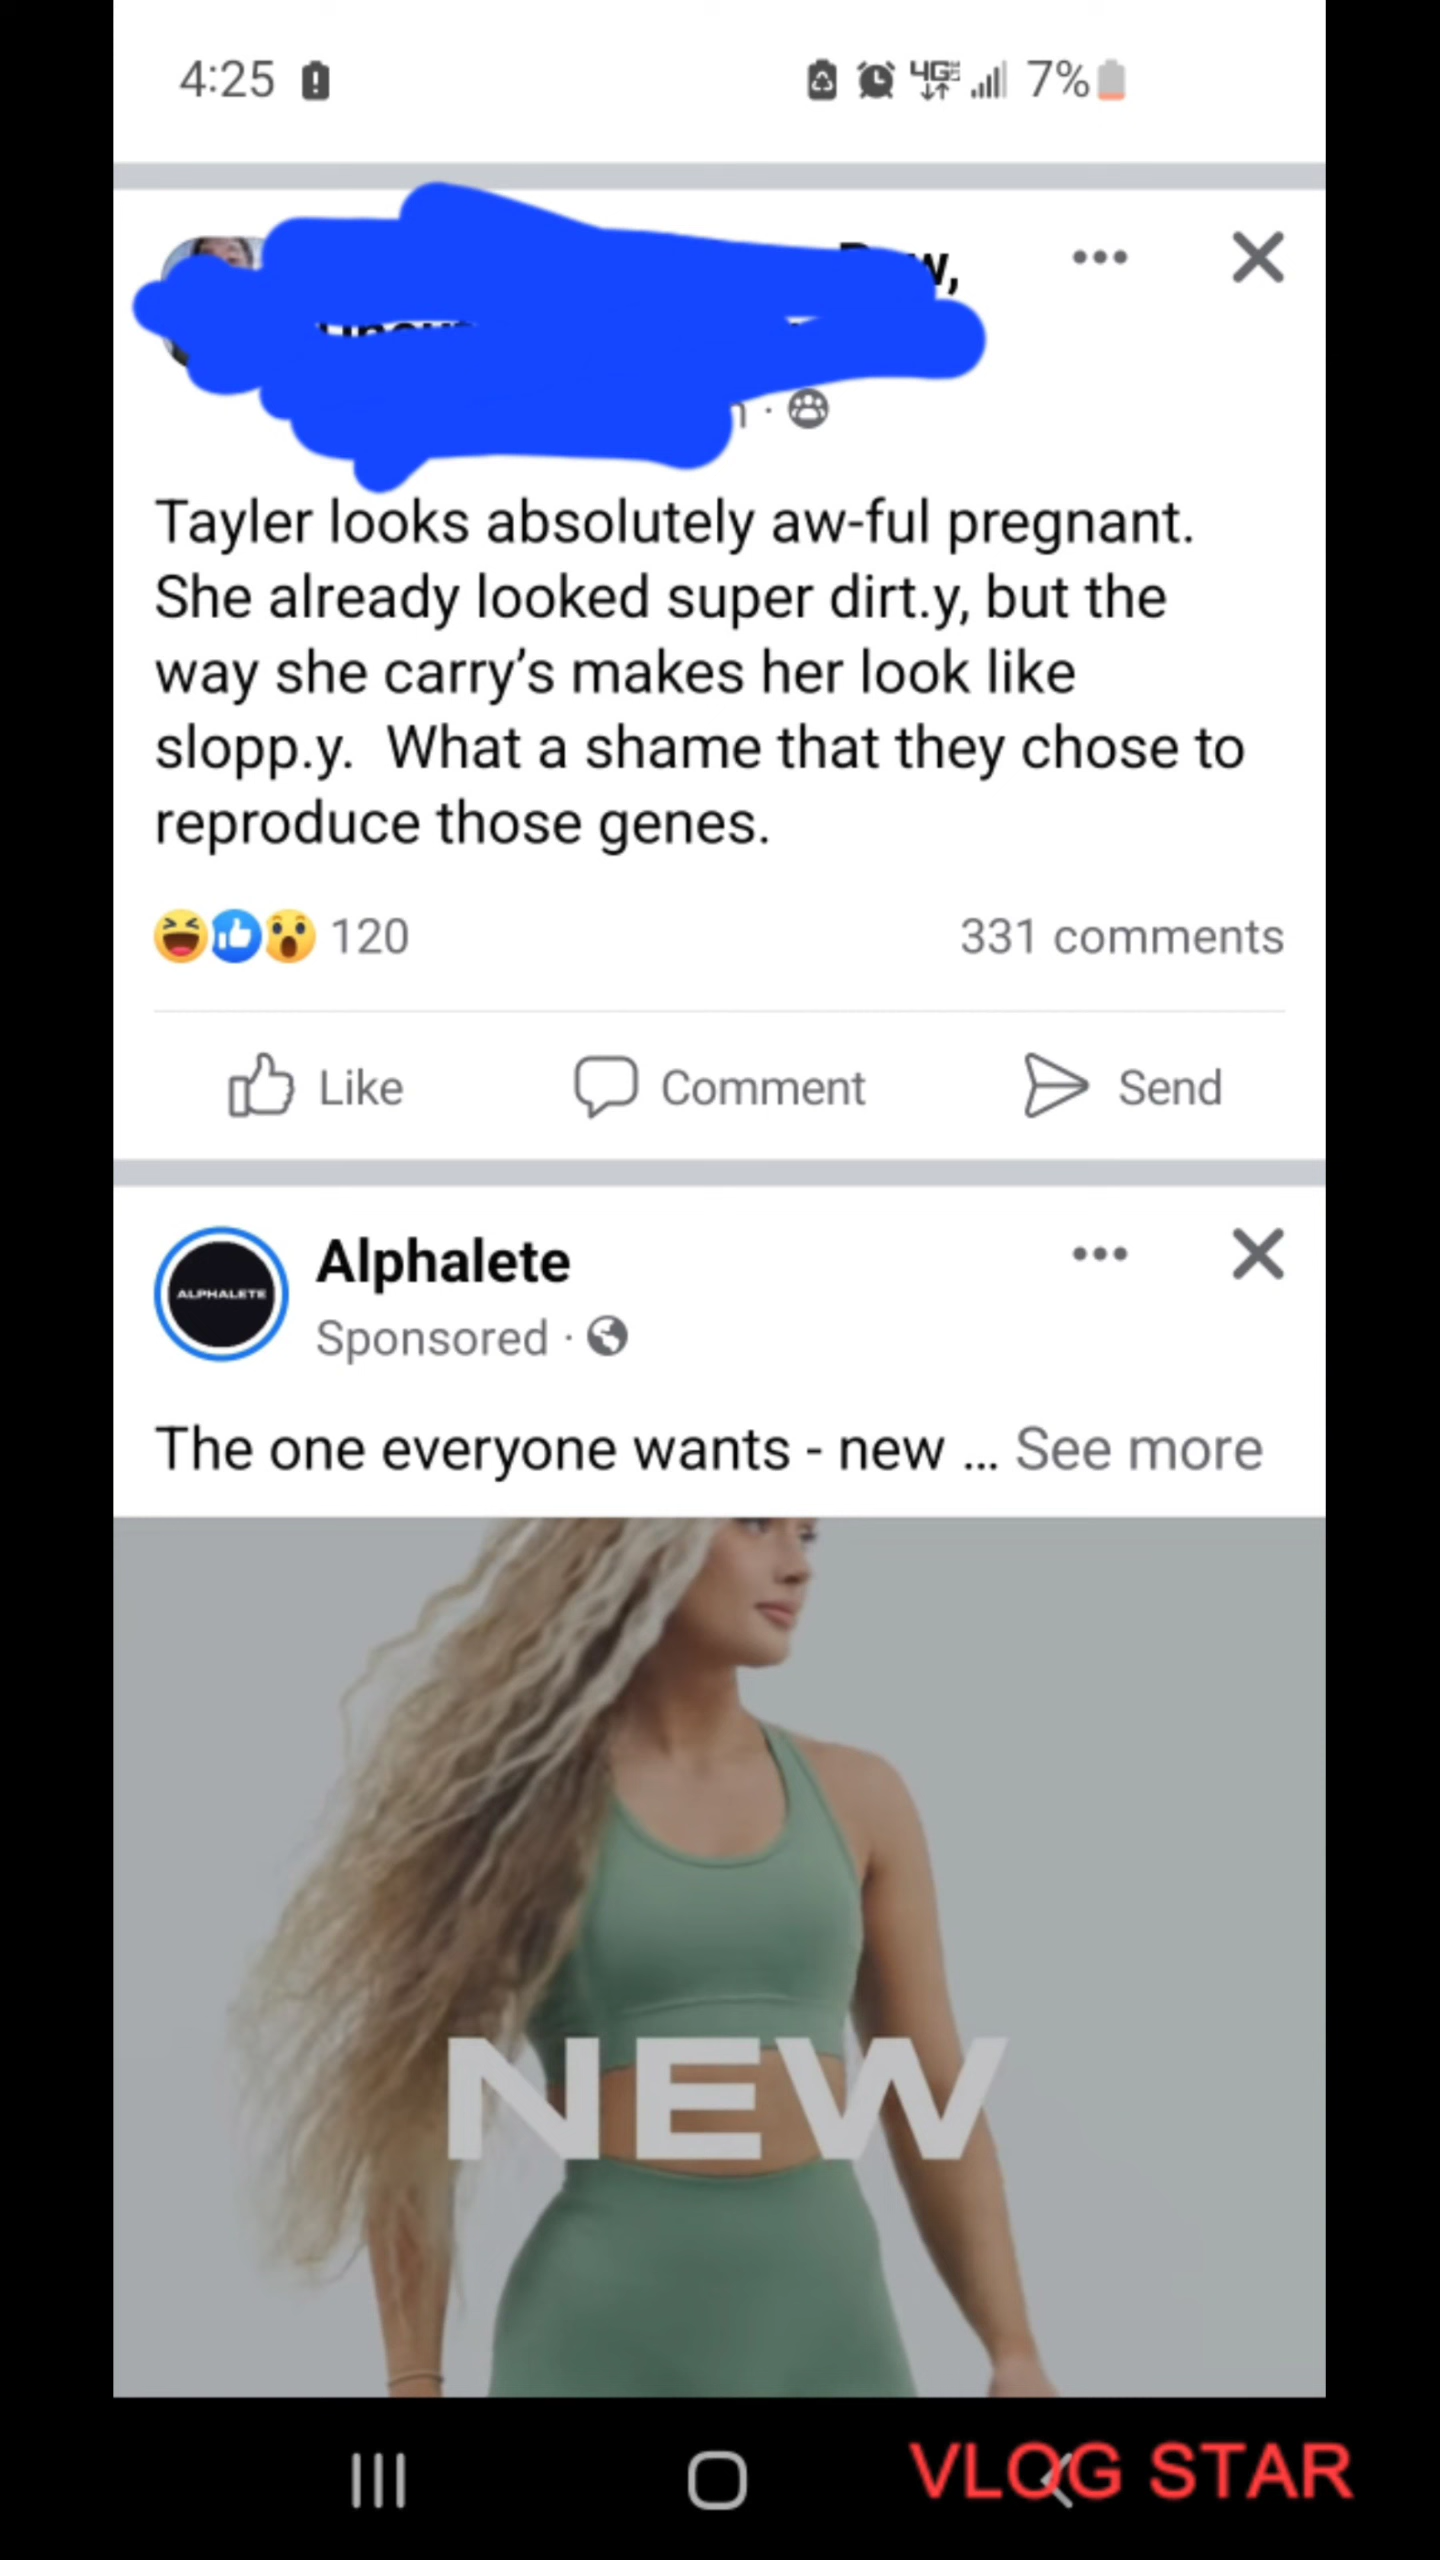 4:25
4G 7%
w,
Tayler looks absolutely aw-ful pregnant.
She already looked super dirt.y, but the
way she carry’s makes her look like
slopp.y.  What a shame that they chose to
reproduce those genes.
120 331 comments
Like Comment Send
ALPHALETE
Alphalete
Sponsored ·
The one everyone wants - new ... See more
NEW
VLOG STAR